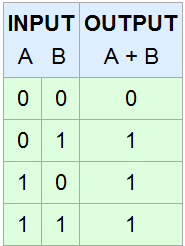 INPUT OUTPUT
A B A + B
0 0 0
0 1 1
1 0 1
1 1 1